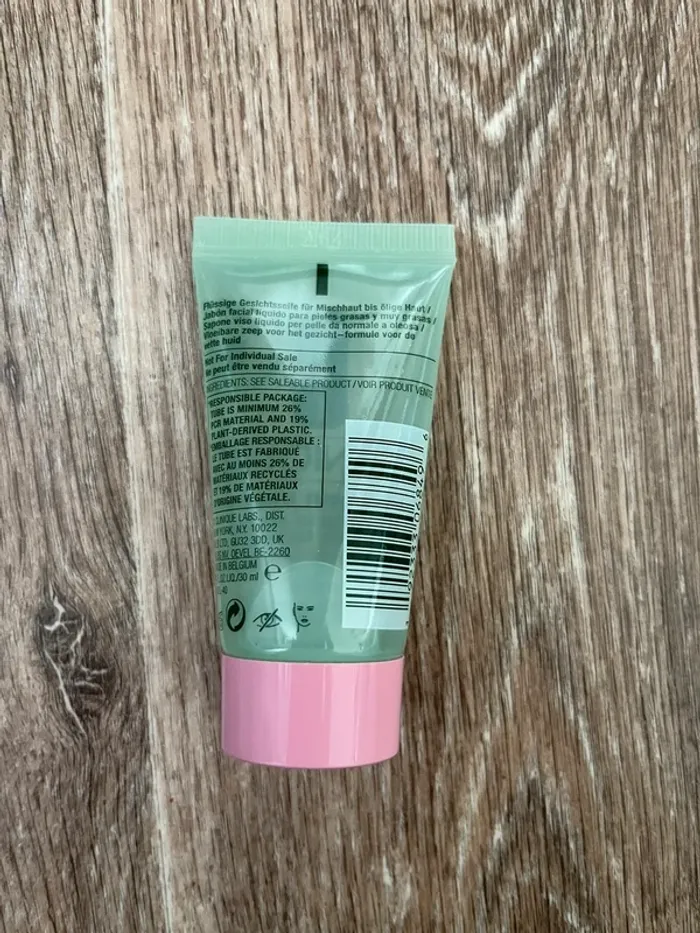 Flüssige Gesichtsseife für Mischhaut bis ölige Haut /
Jabón facial líquido para pieles grasas y muy grasas /
Sapone viso liquido per pelle da normale a oleosa /
Vloeibare zeep voor het gezicht–formule voor de
vette huid
Not For Individual Sale
Ne peut être vendu séparément
INGREDIENTS: SEE SALEABLE PRODUCT / VOIR PRODUIT VENTE
*RESPONSIBLE PACKAGE:
TUBE IS MINIMUM 26%
PCR MATERIAL AND 19%
PLANT-DERIVED PLASTIC.
EMBALLAGE RESPONSABLE :
LE TUBE EST FABRIQUÉ
AVEC AU MOINS 26% DE
MATÉRIAUX RECYCLÉS
ET 19% DE MATÉRIAUX
D'ORIGINE VÉGÉTALE.
CLINIQUE LABS., DIST.
YORK, N.Y. 10022
LTD, GU32 3DD, UK
OEVEL BE-2260
IN BELGIUM
/30 ml e